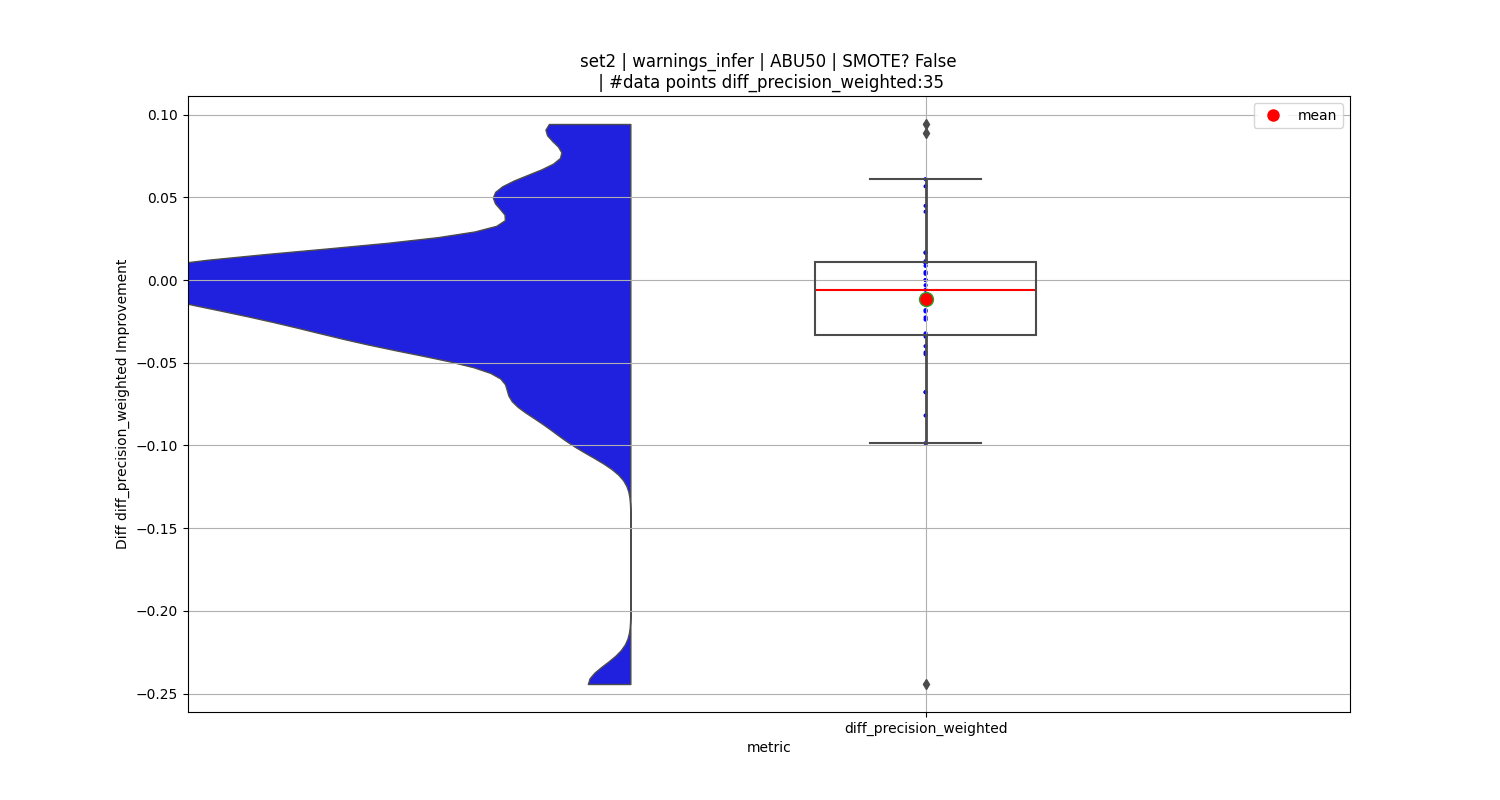 set2 | warnings_infer | ABU50 | SMOTE? False
| #data points diff_precision_weighted:35
mean
0.10
0.05
0.00
−0.05
−0.10
−0.15
−0.20
−0.25
Diff diff_precision_weighted Improvement
diff_precision_weighted
metric